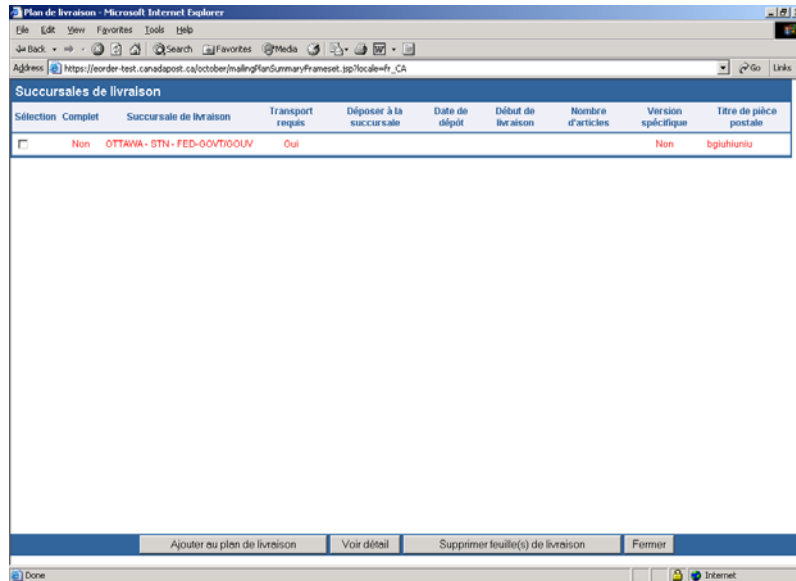 Plan de livraison - Microsoft Internet Explorer
File Edit View Favorites Tools Help
Back Search Favorites Media
Address https://eorder-test.canadapost.ca/october/mailingPlanSummaryFrameset.jsp?locale=fr_CA Go Links
Succursales de livraison
Sélection Complet Succursale de livraison Transport requis Déposer à la succursale Date de dépôt Début de livraison Nombre d'articles Version spécifique Titre de pièce postale
Non OTTAWA - STN - FED-GOVT/GOUV Oui Non bgiuhiuniu
Ajouter au plan de livraison Voir détail Supprimer feuille(s) de livraison Fermer
Done Internet